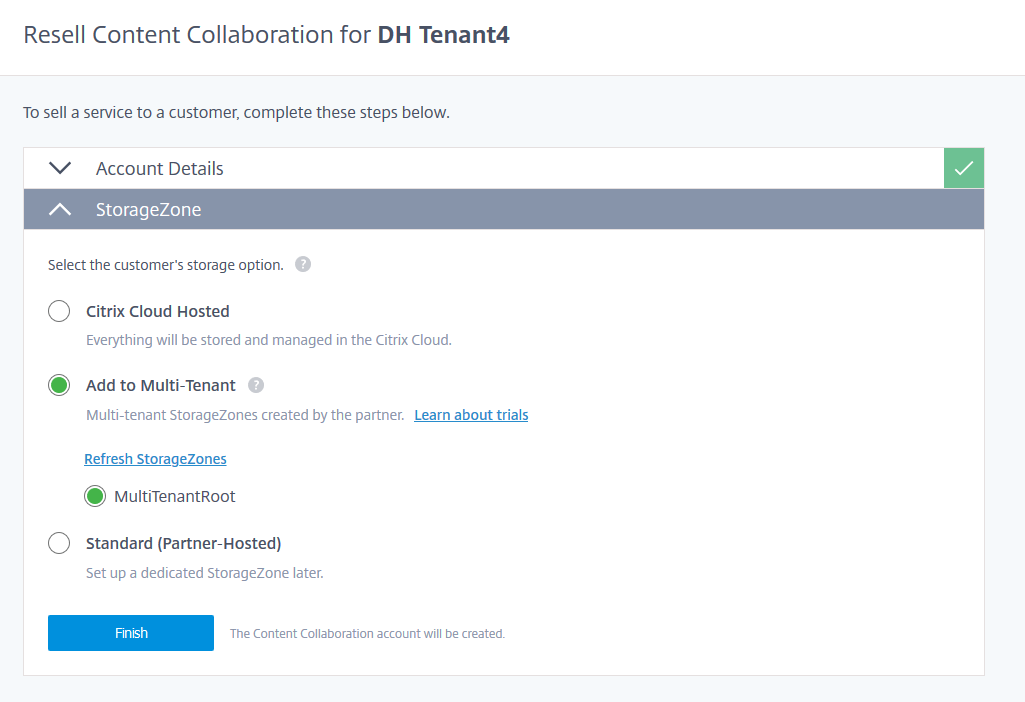 Resell Content Collaboration for DH Tenant4
To sell a service to a customer, complete these steps below.
Account Details
StorageZone
Select the customer's storage option. ?
Citrix Cloud Hosted
Everything will be stored and managed in the Citrix Cloud.
Add to Multi-Tenant ?
Multi-tenant StorageZones created by the partner. Learn about trials
Refresh StorageZones
MultiTenantRoot
Standard (Partner-Hosted)
Set up a dedicated StorageZone later.
Finish The Content Collaboration account will be created.